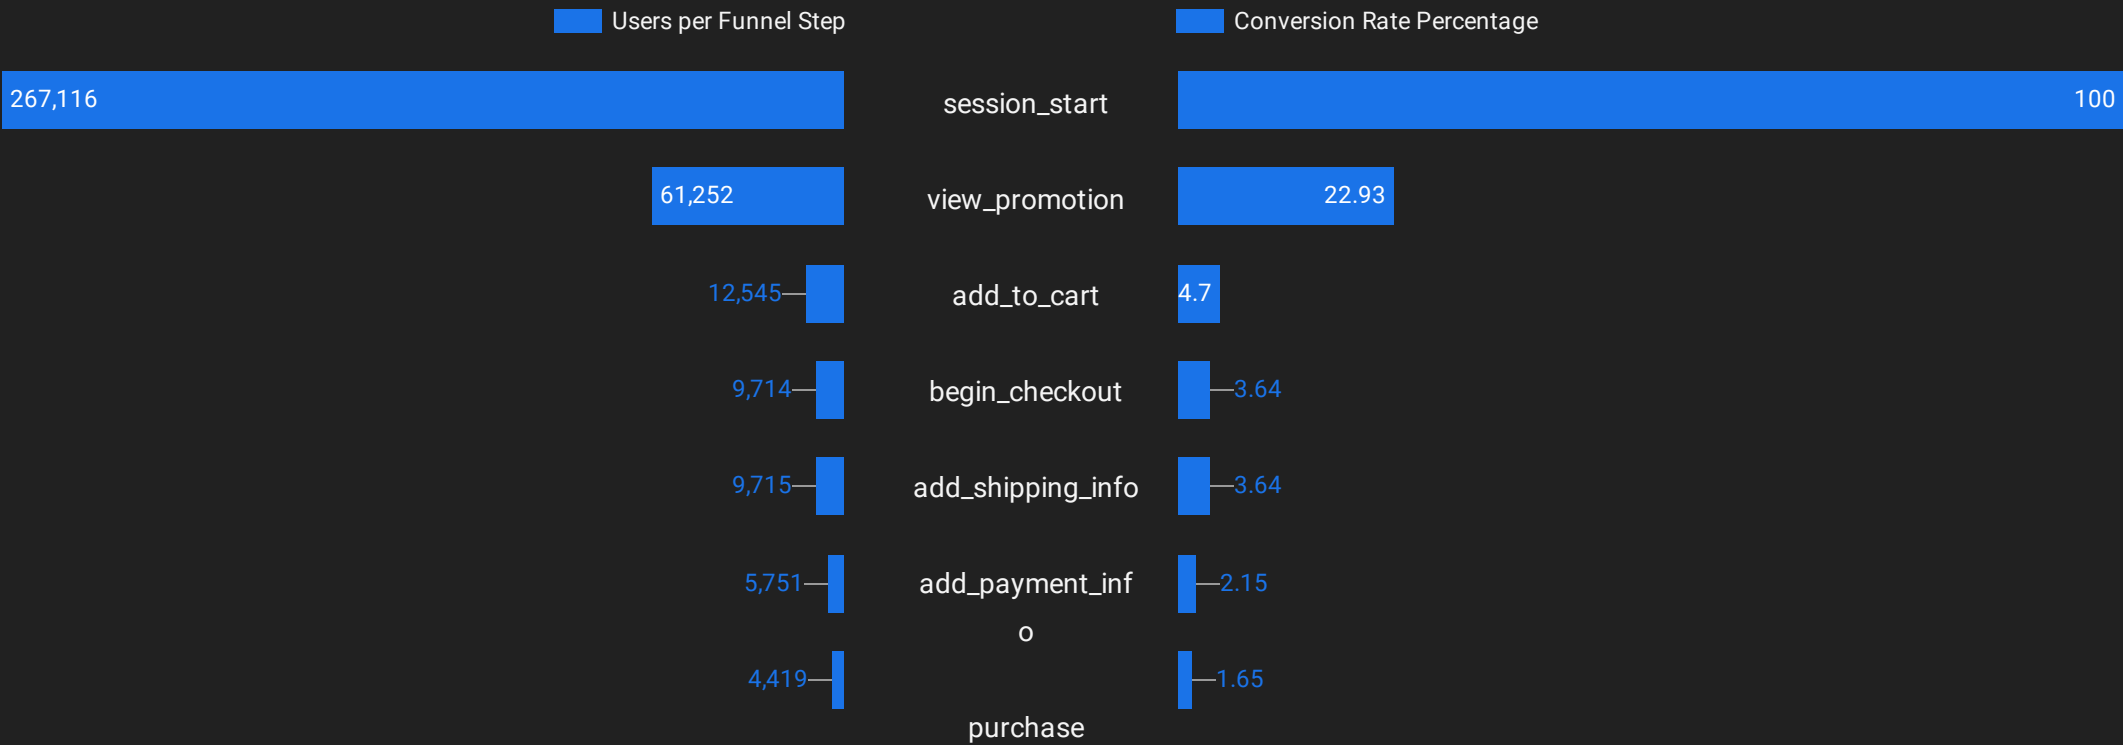 Users per Funnel Step
Conversion Rate Percentage
267,116
session_start
100
61,252
view_promotion
22.93
12,545
add_to_cart
4.7
9,714
begin_checkout
3.64
9,715
add_shipping_info
3.64
5,751
add_payment_inf
o
2.15
4,419
purchase
1.65